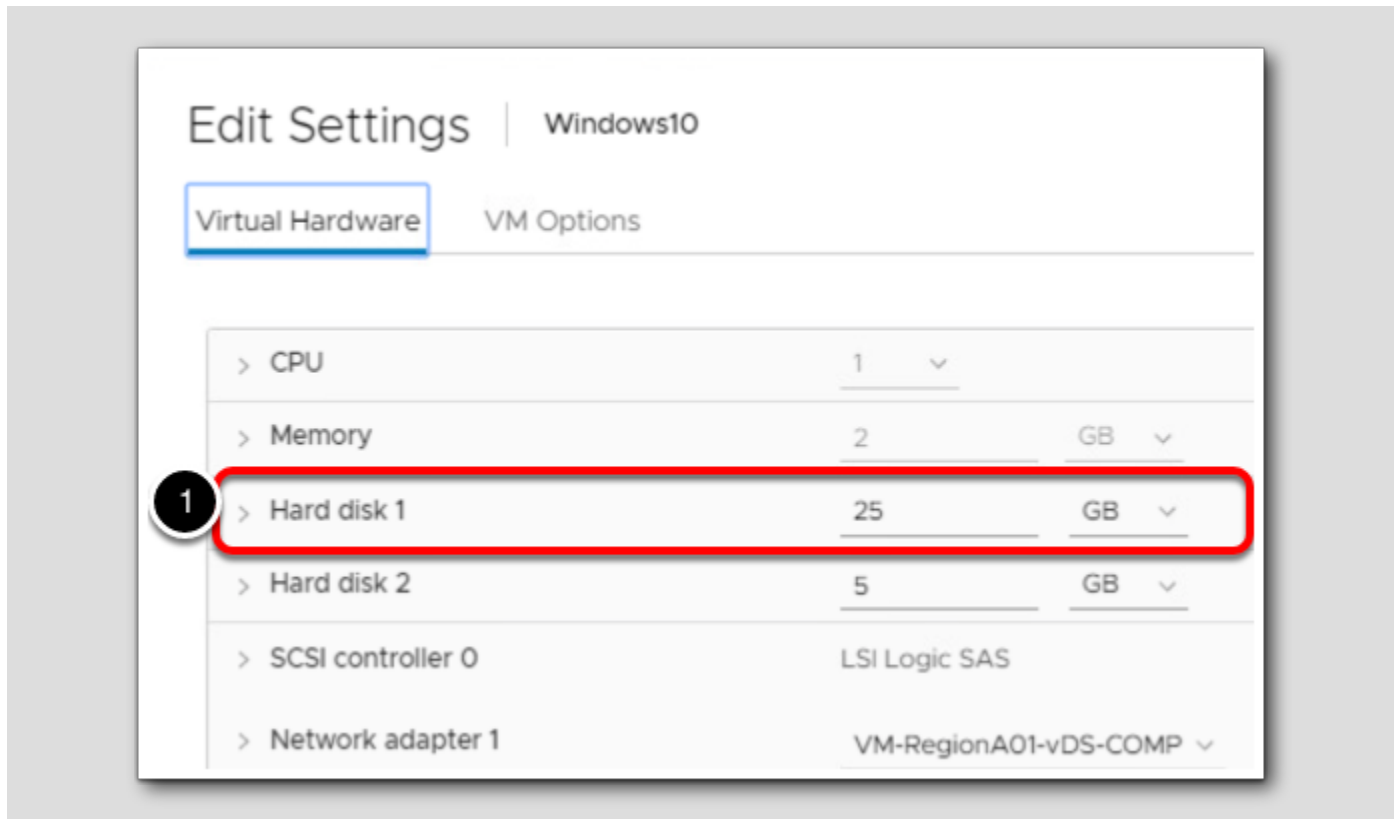 Edit Settings Windows10
Virtual Hardware VM Options
CPU 1
Memory 2 GB
1 Hard disk 1 25 GB
Hard disk 2 5 GB
SCSI controller 0 LSI Logic SAS
Network adapter 1 VM-RegionA01-vDS-COMP